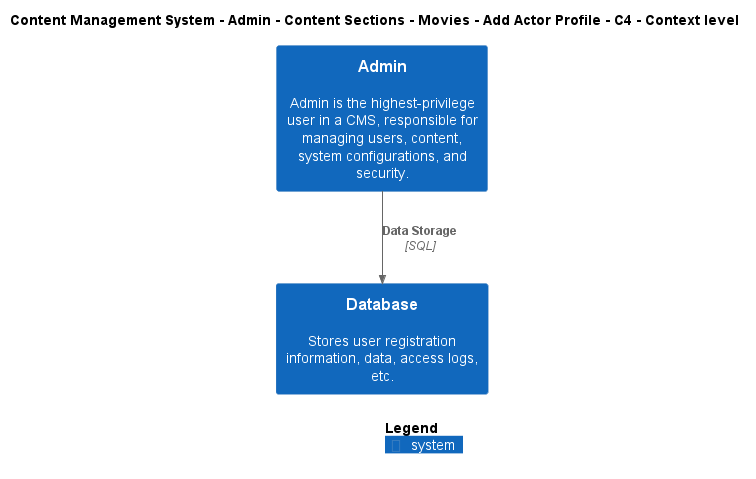 Content Management System - Admin - Content Sections - Movies - Add Actor Profile - C4 - Context level
Admin
Admin is the highest-privilege
user in a CMS, responsible for
managing users, content,
system configurations, and
security.
Data Storage
[SQL]
Database
Stores user registration
information, data, access logs,
etc.
Legend
system